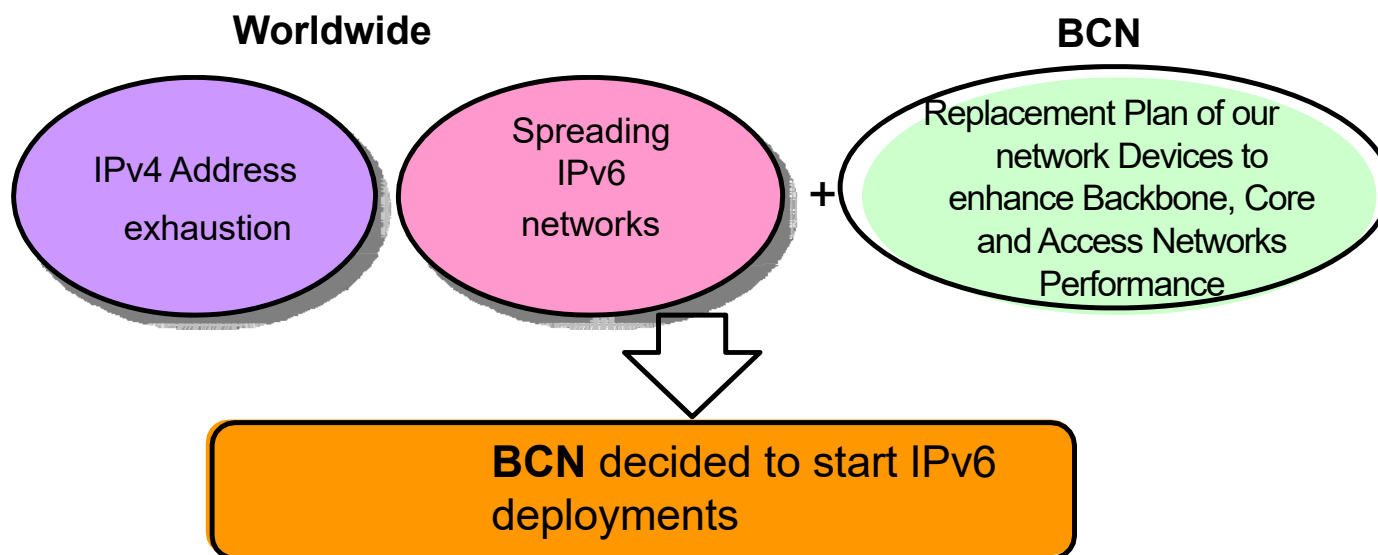 Worldwide
BCN
IPv4 Address
exhaustion
Spreading
IPv6
networks
+
Replacement Plan of our
network Devices to
enhance Backbone, Core
and Access Networks
Performance
BCN decided to start IPv6
deployments